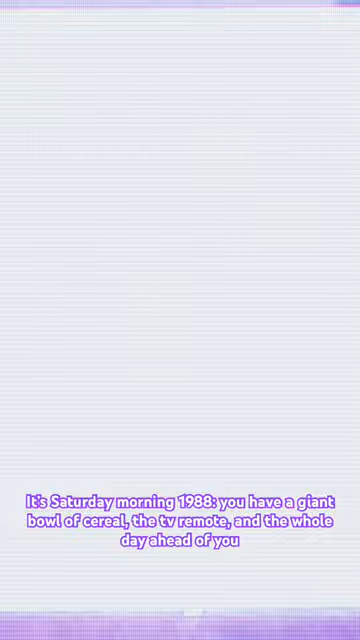 It's Saturday morning 1988: you have a giant
bowl of cereal, the tv remote, and the whole
day ahead of you